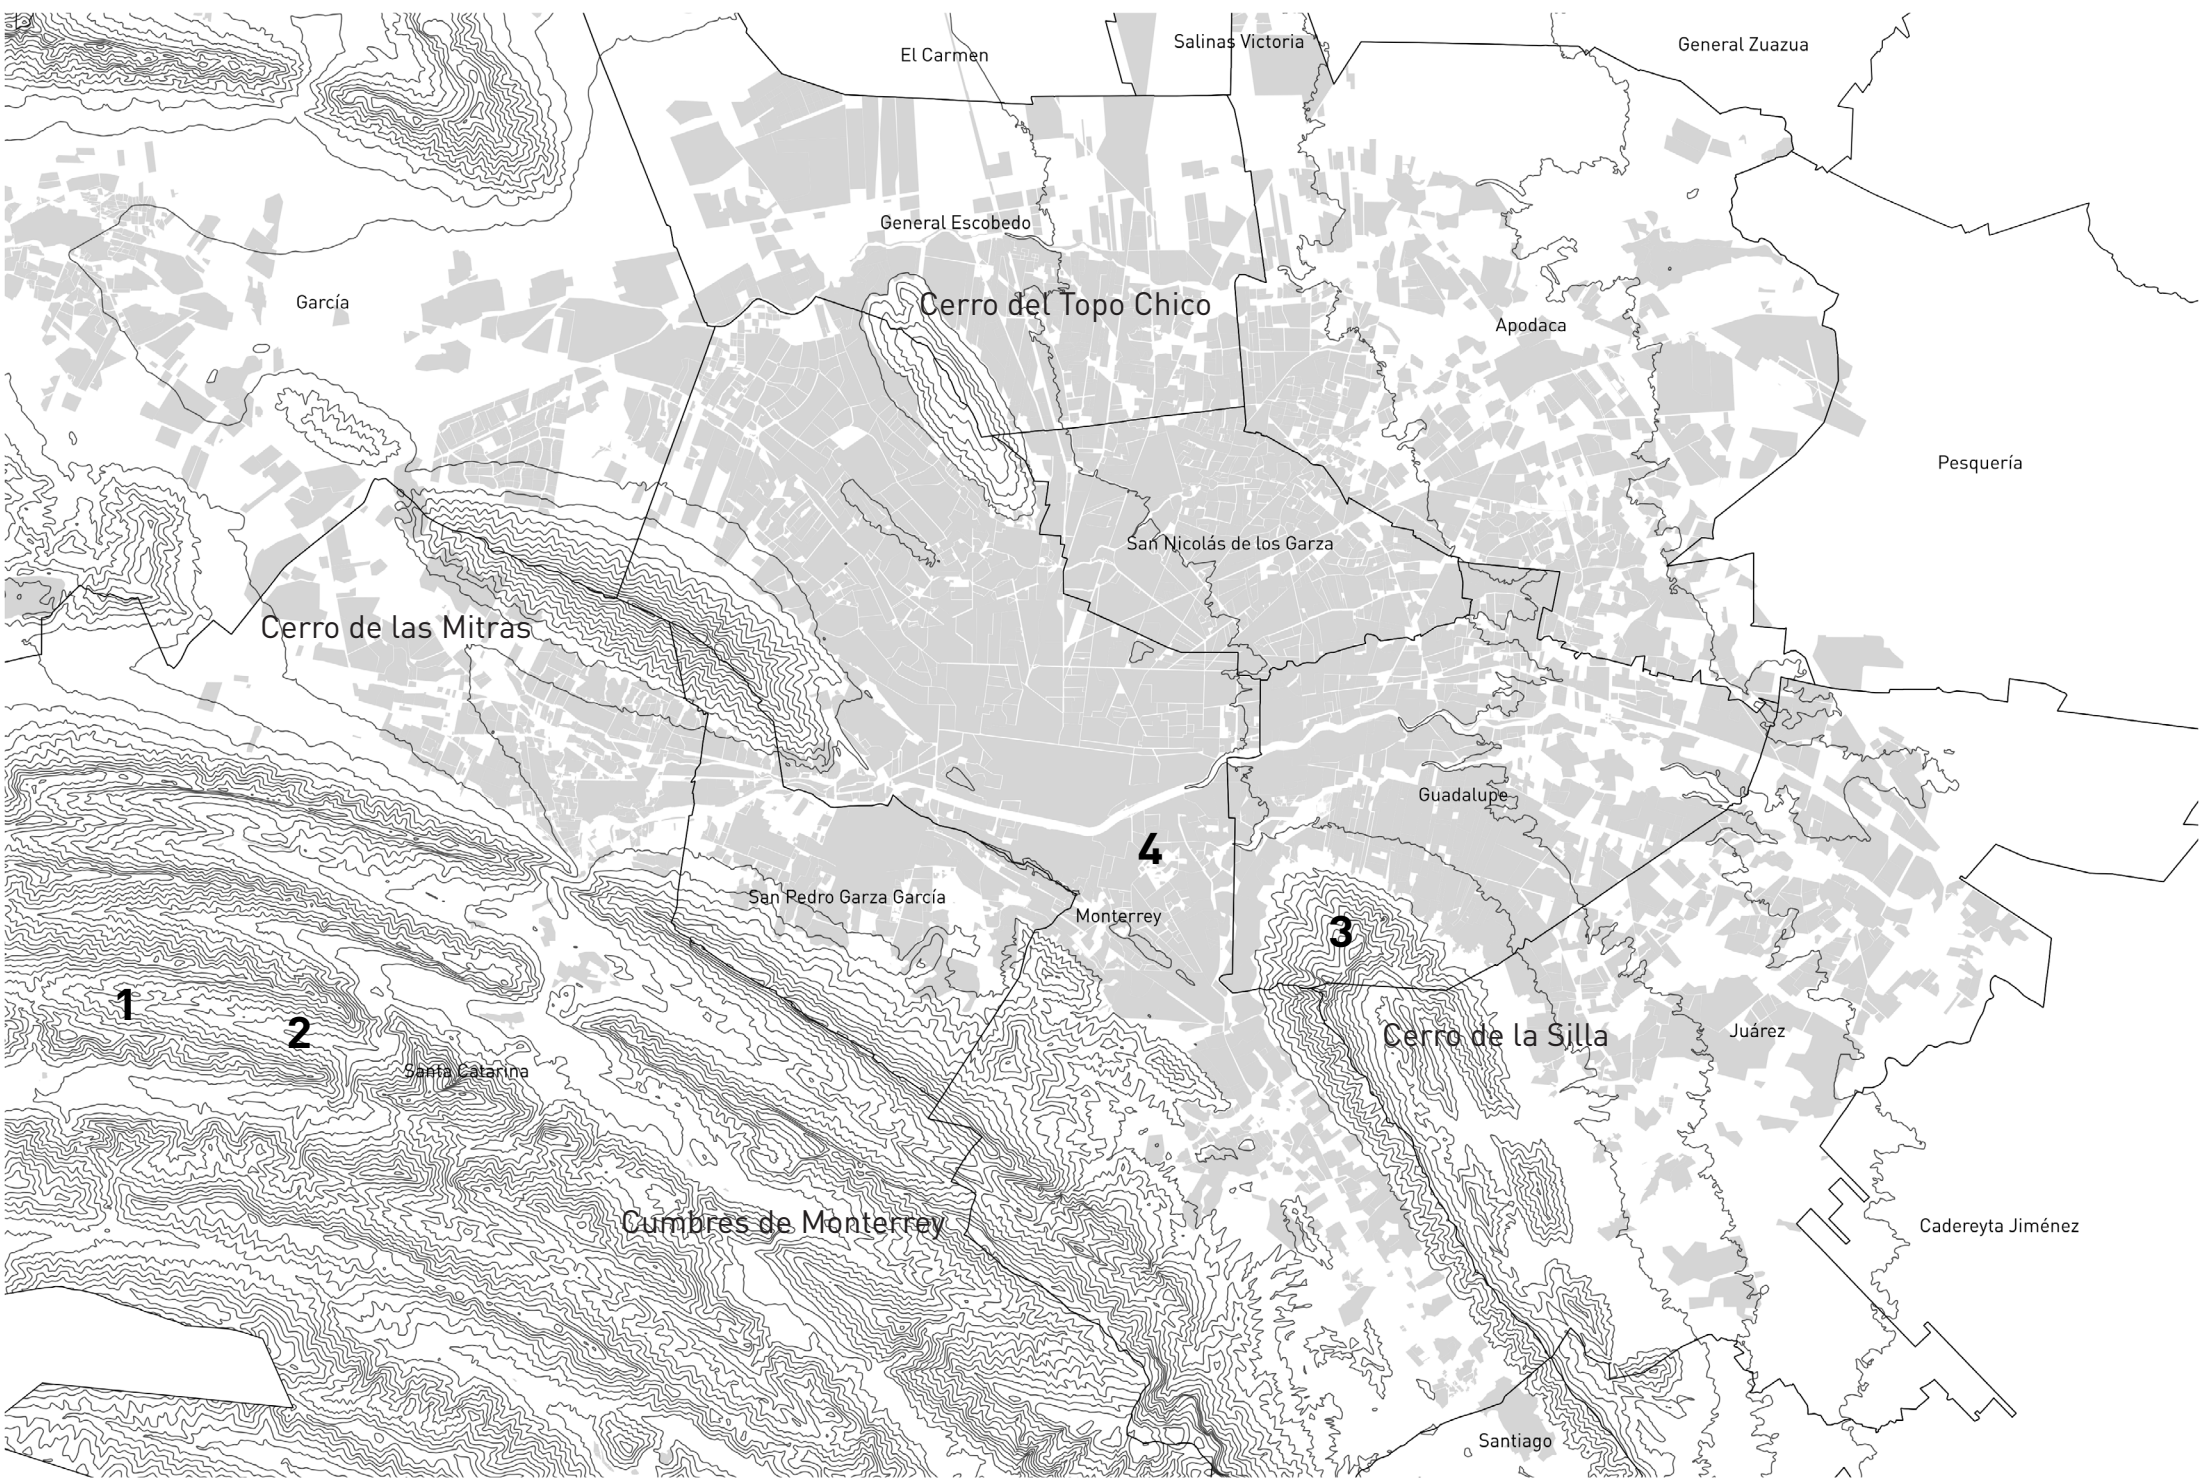 Salinas Victoria
General Zuazua
El Carmen
General Escobedo
García
Cerro del Topo Chico
Apodaca
Pesquería
San Nicolás de los Garza
Cerro de las Mitras
Guadalupe
4
San Pedro Garza García
Monterrey
3
1
2
Cerro de la Silla
Juárez
Santa Catarina
Cumbres de Monterrey
Cadereyta Jiménez
Santiago